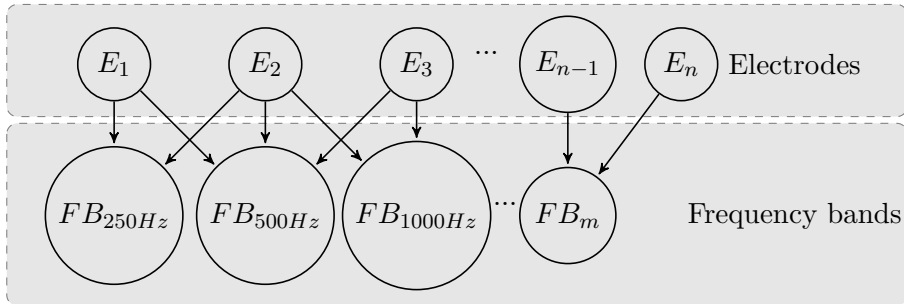 E₁ E₂ E₃ ... Eₙ₋₁ Eₙ Electrodes
FB₂₅₀Hz FB₅₀₀Hz FB₁₀₀₀Hz ... FBₘ Frequency bands